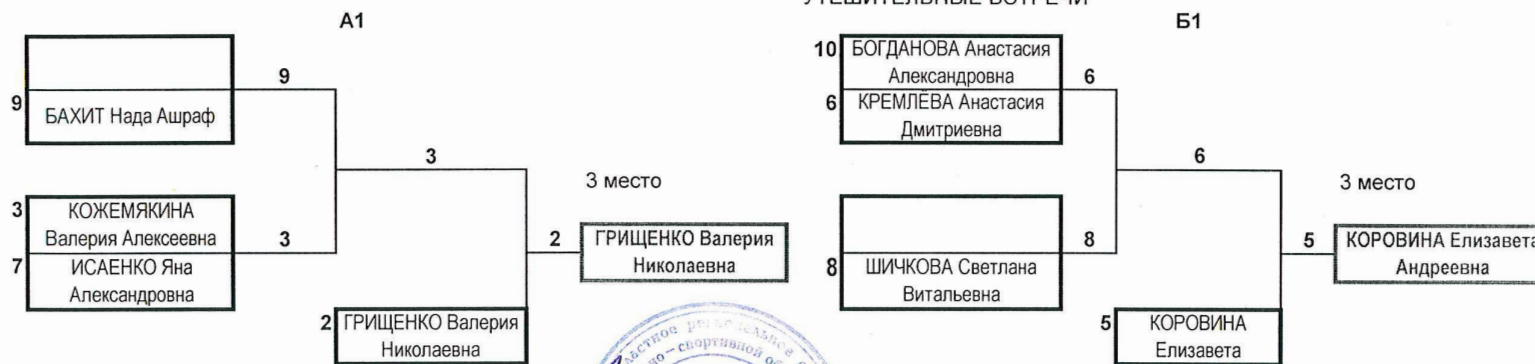 УТЕШИТЕЛЬНЫЕ ВСТРЕЧИ
А1
9
9
БАХИТ Нада Ашраф
3
КОЖЕМЯКИНА
Валерия Алексеевна
3
7
ИСАЕНКО Яна
Александровна
3
2
ГРИЩЕНКО Валерия
Николаевна
2
3 место
ГРИЩЕНКО Валерия
Николаевна
Б1
10
БОГДАНОВА Анастасия
Александровна
6
6
КРЕМЛЁВА Анастасия
Дмитриевна
6
8
8
ШИЧКОВА Светлана
Витальевна
5
КОРОВИНА
Елизавета
5
3 место
КОРОВИНА Елизавета
Андреевна